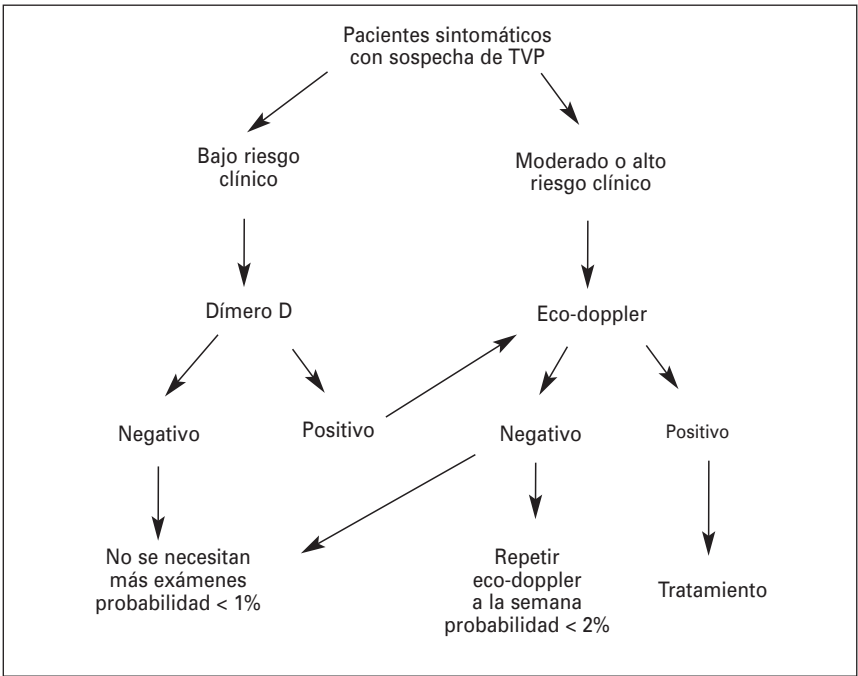 Pacientes sintomáticos
con sospecha de TVP
Bajo riesgo
clínico
Moderado o alto
riesgo clínico
Dímero D
Eco-doppler
Negativo
Positivo
Negativo
Positivo
No se necesitan
más exámenes
probabilidad < 1%
Repetir
eco-doppler
a la semana
probabilidad < 2%
Tratamiento